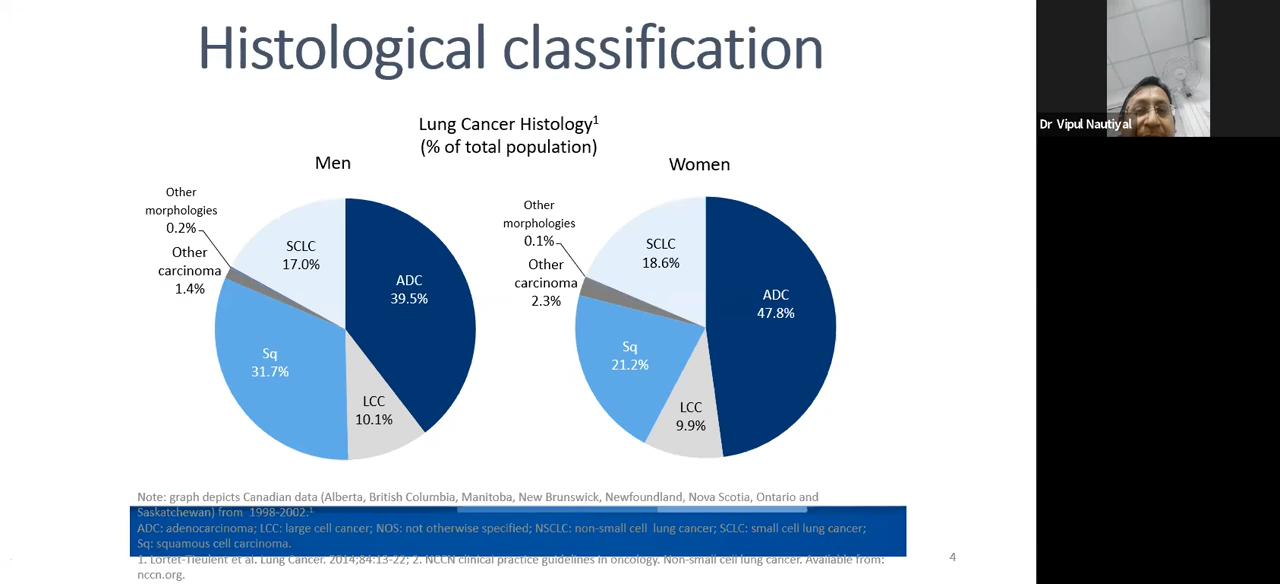 Histological classification
Lung Cancer Histology1
(% of total population)
Men
Other
morphologies
0.2%
Other
carcinoma
1.4%
SCLC
17.0%
ADC
39.5%
Sq
31.7%
LCC
10.1%
Women
Other
morphologies
0.1%
Other
carcinoma
2.3%
SCLC
18.6%
ADC
47.8%
Sq
21.2%
LCC
9.9%
Note: graph depicts Canadian data (Alberta, British Columbia, Manitoba, New Brunswick, Newfoundland, Nova Scotia, Ontario and
Saskatchewan) from 1998-2002.1
ADC: adenocarcinoma; LCC: large cell cancer; NOS: not otherwise specified; NSCLC: non-small cell lung cancer; SCLC: small cell lung cancer;
Sq: squamous cell carcinoma.
1. Lortet-Tieulent et al. Lung Cancer. 2014;84:13-22; 2. NCCN clinical practice guidelines in oncology. Non-small cell lung cancer. Available from:
nccn.org.
4
Dr Vipul Nautiyal